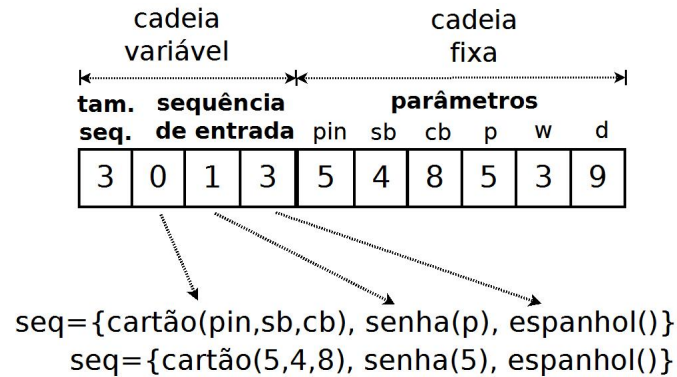 cadeia
variável
cadeia
fixa
tam.
seq.
sequência
de entrada
parâmetros
pin sb cb p w d
3 0 1 3 5 4 8 5 3 9
seq={cartão(pin,sb,cb), senha(p), espanhol()}
seq={cartão(5,4,8), senha(5), espanhol()}